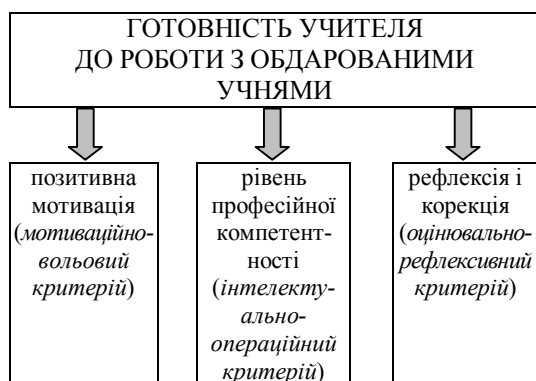 ГОТОВНІСТЬ УЧИТЕЛЯ
ДО РОБОТИ З ОБДАРОВАНИМИ
УЧНЯМИ
позитивна
мотивація
(мотиваційно-
вольовий
критерій)
рівень
професійної
компетент-
ності
(інтелекту-
ально-
операційний
критерій)
рефлексія і
корекція
(оцінювально-
рефлексивний
критерій)